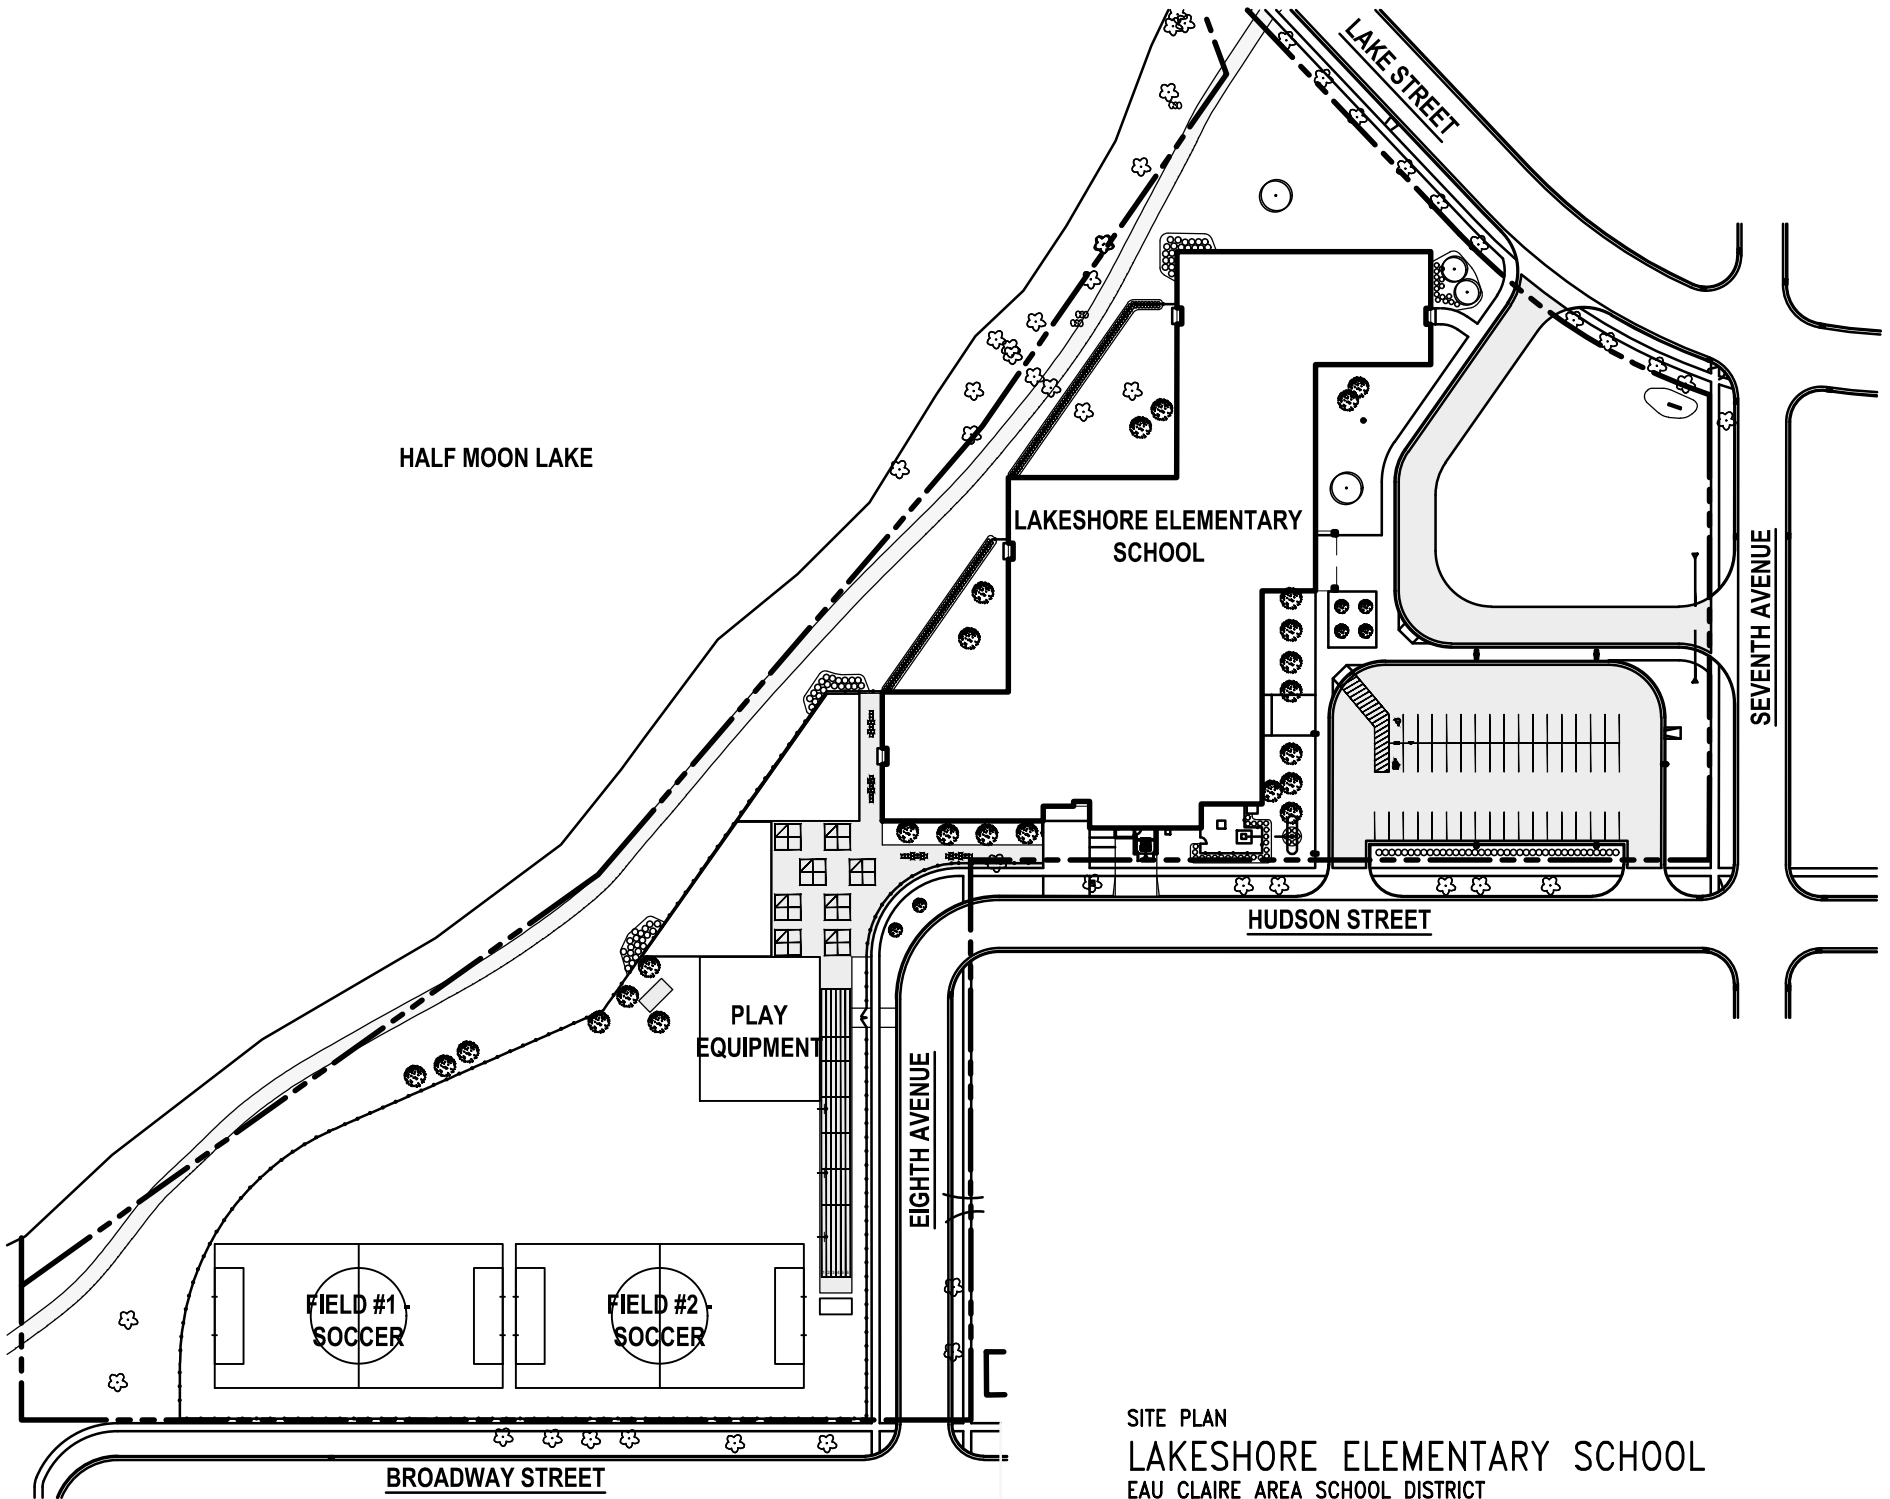 LAKE STREET
HALF MOON LAKE
LAKESHORE ELEMENTARY
SCHOOL
SEVENTH AVENUE
HUDSON STREET
PLAY
EQUIPMENT
EIGHTH AVENUE
FIELD #1
SOCCER
FIELD #2
SOCCER
BROADWAY STREET
SITE PLAN
LAKESHORE ELEMENTARY SCHOOL
EAU CLAIRE AREA SCHOOL DISTRICT